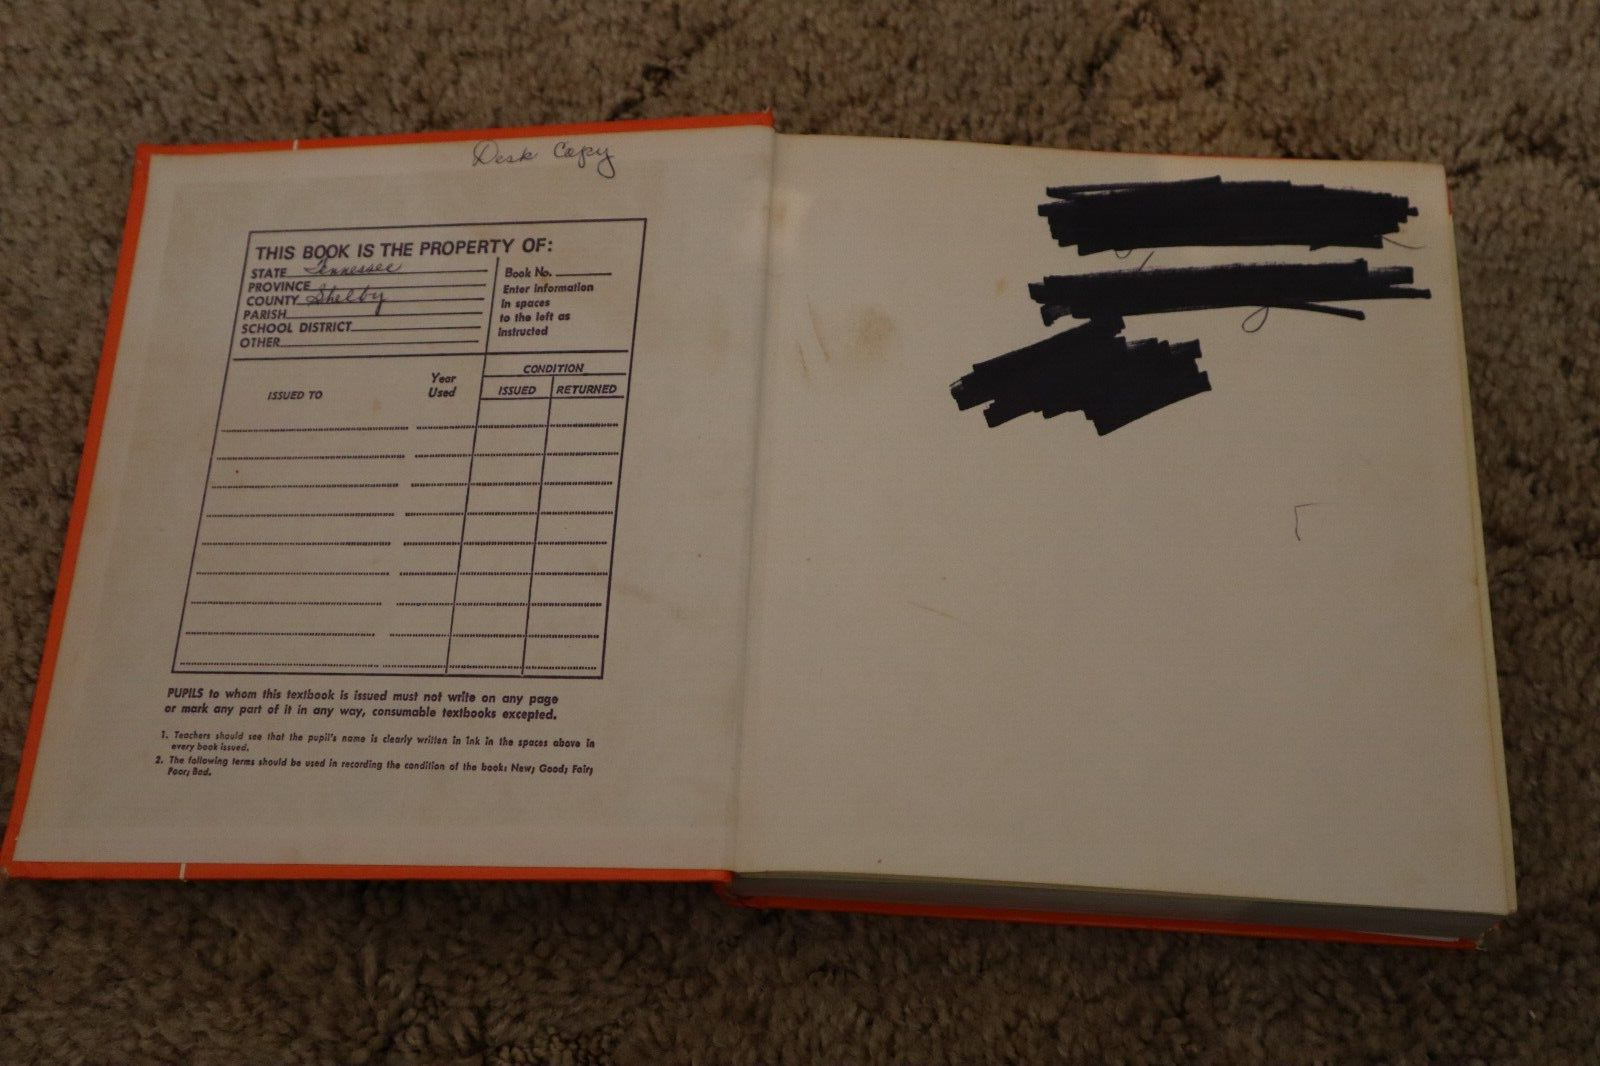 Desk Copy
THIS BOOK IS THE PROPERTY OF:
STATE Tennessee
PROVINCE
COUNTY Shelby
PARISH
SCHOOL DISTRICT
OTHER
Book No.
Enter information
in spaces
to the left as
instructed
ISSUED TO
Year
Used
CONDITION
ISSUED RETURNED
PUPILS to whom this textbook is issued must not write on any page
or mark any part of it in any way, consumable textbooks excepted.
1. Teachers should see that the pupil's name is clearly written in ink in the spaces above in
every book issued.
2. The following terms should be used in recording the condition of the book: New; Good; Fair;
Poor; Bad.